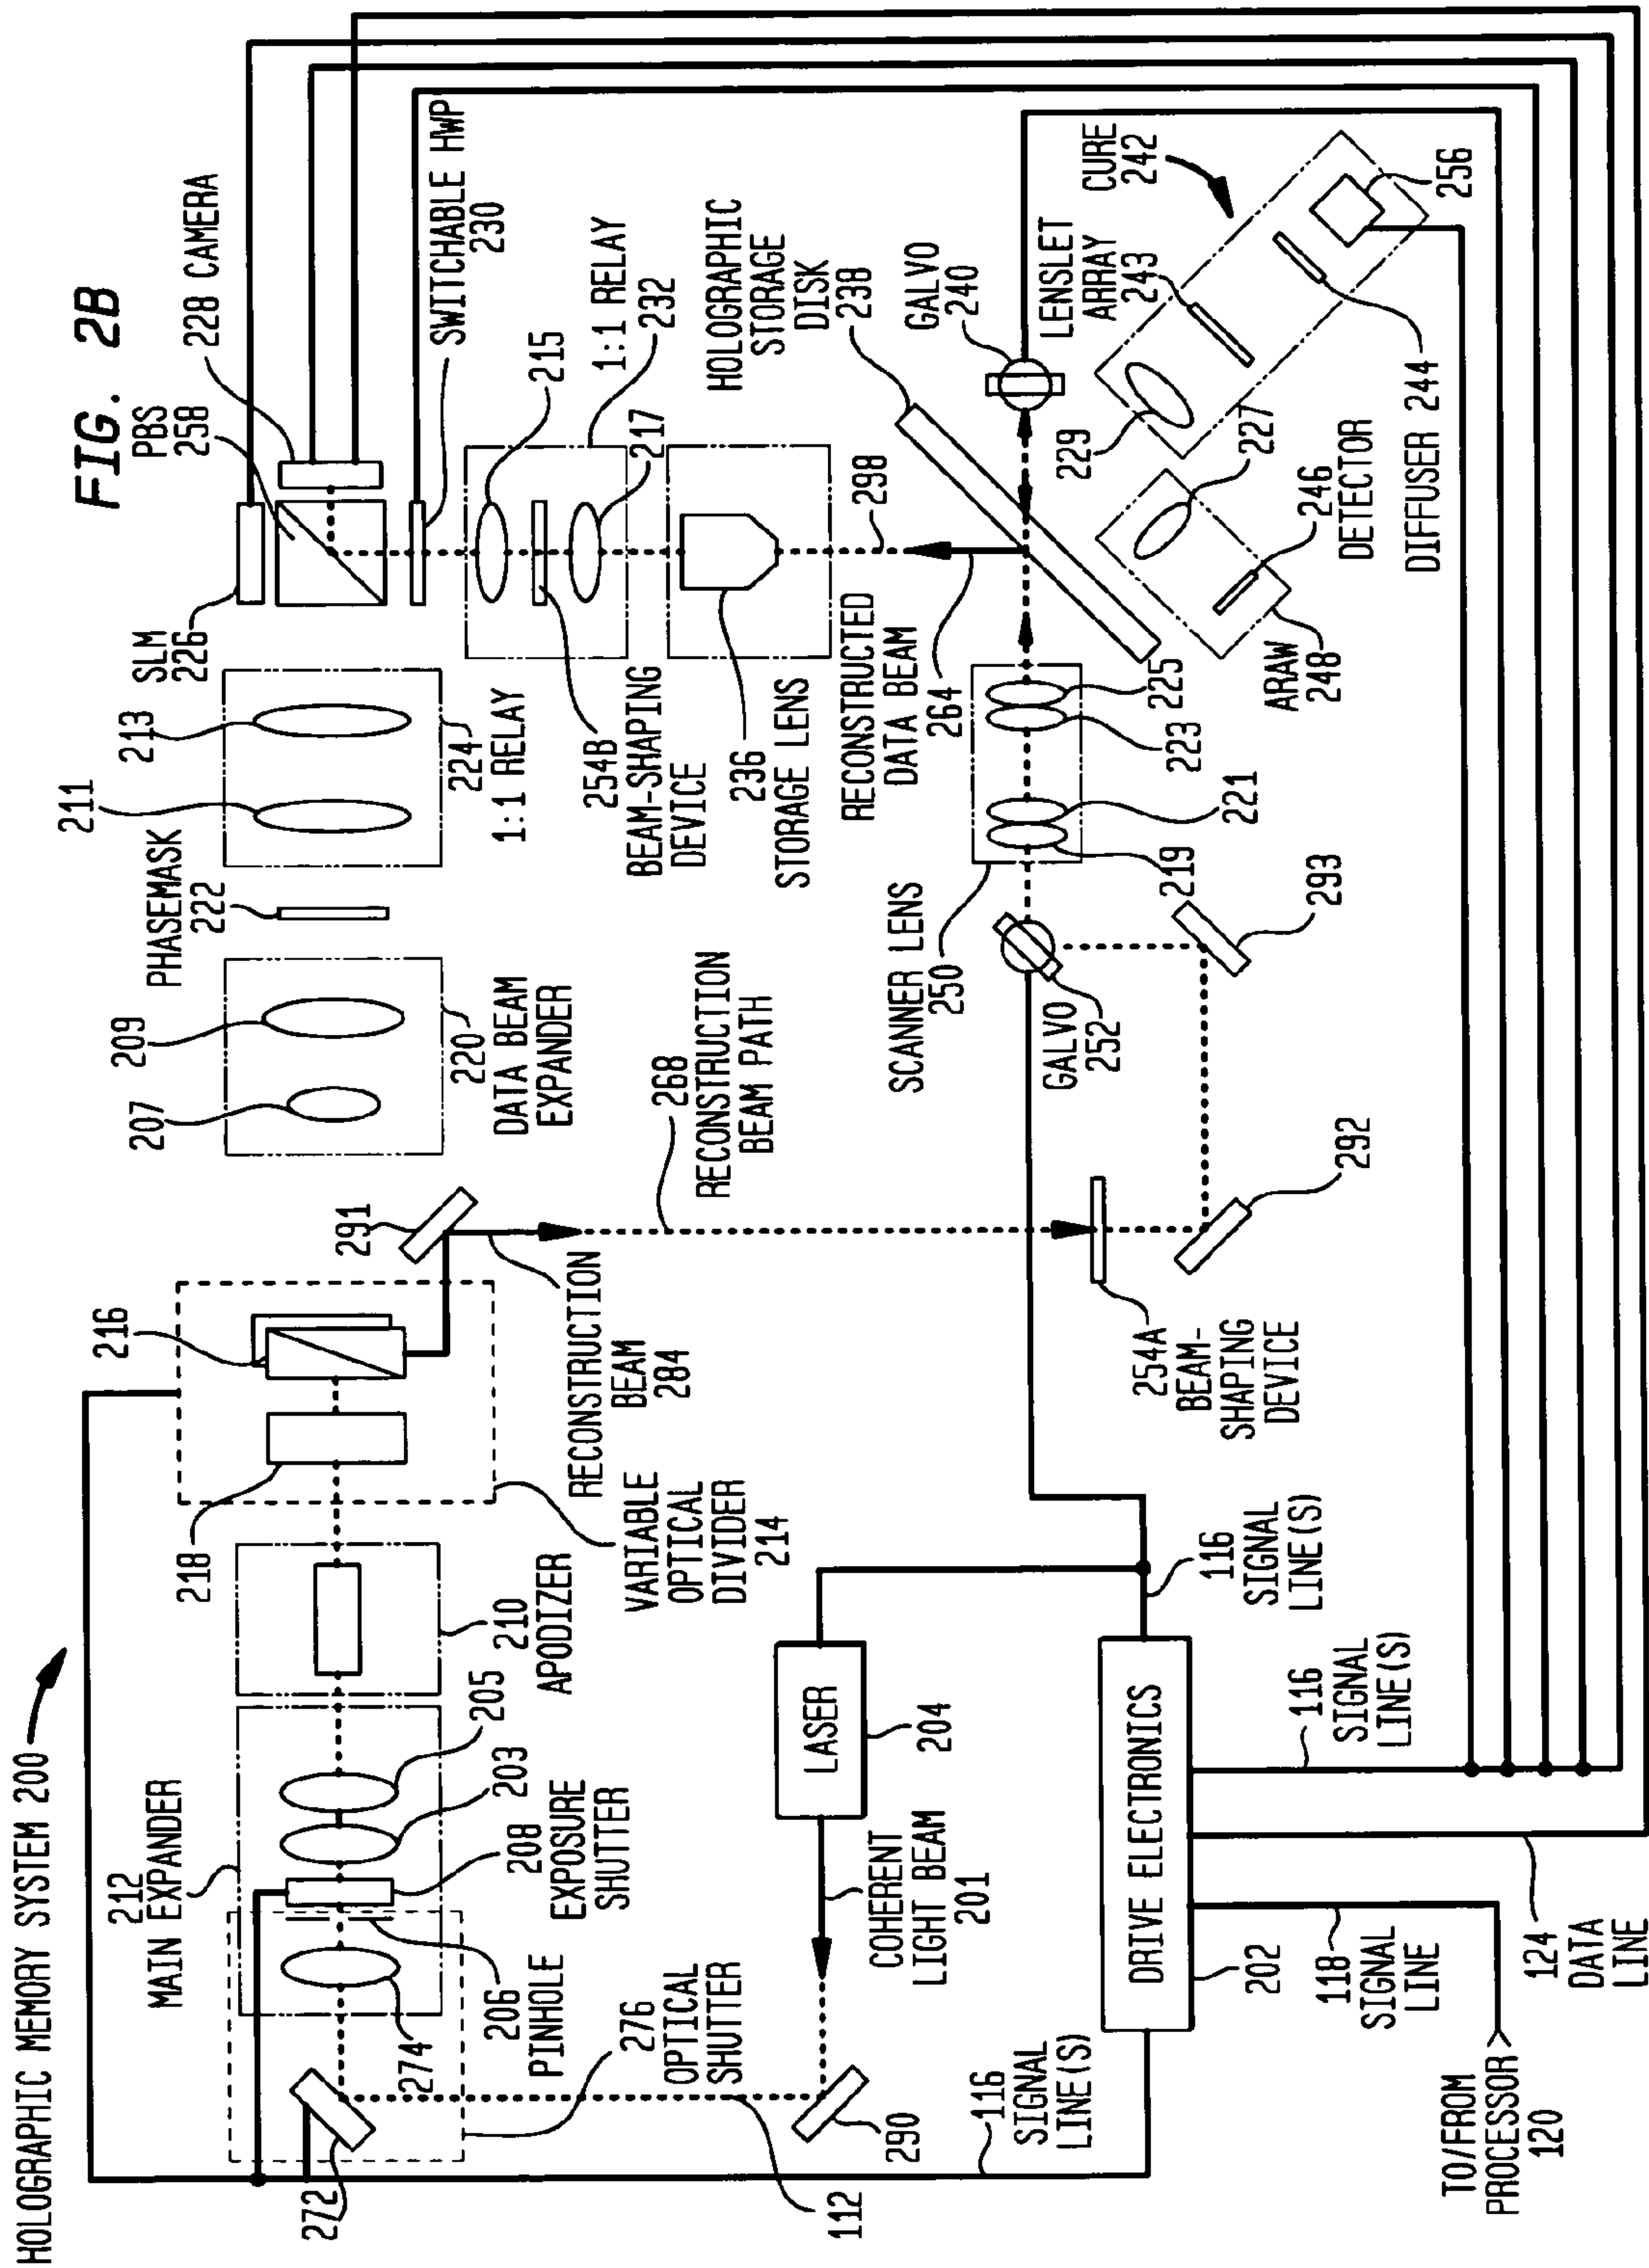 HOLOGRAPHIC MEMORY SYSTEM 200
FIG. 2B
212
MAIN EXPANDER
216
207
209
PHASEMASK
222
211
213
SLM
226
PBS
258
228 CAMERA
218
291
220
DATA BEAM
EXPANDER
224
1:1 RELAY
SWITCHABLE HWP
230
272
274
206
PINHOLE
208
EXPOSURE
SHUTTER
203
205
210
APODIZER
VARIABLE
OPTICAL
DIVIDER
214
RECONSTRUCTION
BEAM
284
268
RECONSTRUCTION
BEAM PATH
254B
BEAM-SHAPING
DEVICE
215
1:1 RELAY
232
217
276
OPTICAL
SHUTTER
236
STORAGE LENS
HOLOGRAPHIC
STORAGE
DISK
238
112
290
COHERENT
LIGHT BEAM
201
LASER
204
RECONSTRUCTED
DATA BEAM
264
298
GALVO
240
SCANNER LENS
250
GALVO
252
219
221
223
225
LENSLET
ARRAY
243
CURE
242
229
227
246
DETECTOR
DIFFUSER 244
256
ARAW
248
293
292
254A
BEAM-
SHAPING
DEVICE
116
SIGNAL
LINE(S)
DRIVE ELECTRONICS
202
116
SIGNAL
LINE(S)
116
SIGNAL
LINE(S)
118
SIGNAL
LINE
124
DATA
LINE
TO/FROM
PROCESSOR
120